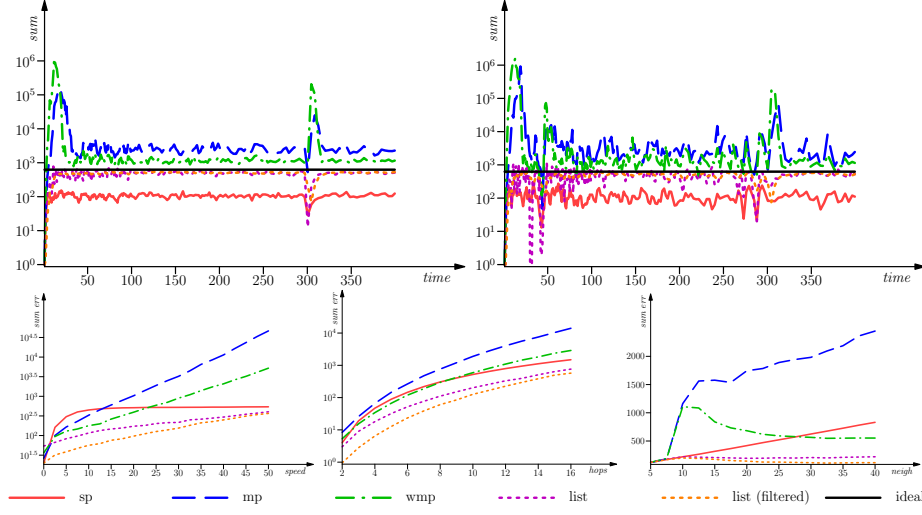 sum
10^6
10^5
10^4
10^3
10^2
10^1
10^0
50 100 150 200 250 300 350
time
sum
10^6
10^5
10^4
10^3
10^2
10^1
10^0
50 100 150 200 250 300 350
time
sum err
10^4.5
10^4
10^3.5
10^3
10^2.5
10^2
10^1.5
0 5 10 15 20 25 30 35 40 45 50
speed
sum err
10^4
10^3
10^2
10^1
10^0
2 4 6 8 10 12 14 16
hops
sum err
2000
1500
1000
500
5 10 15 20 25 30 35 40
neigh
sp mp wmp list list (filtered) ideal